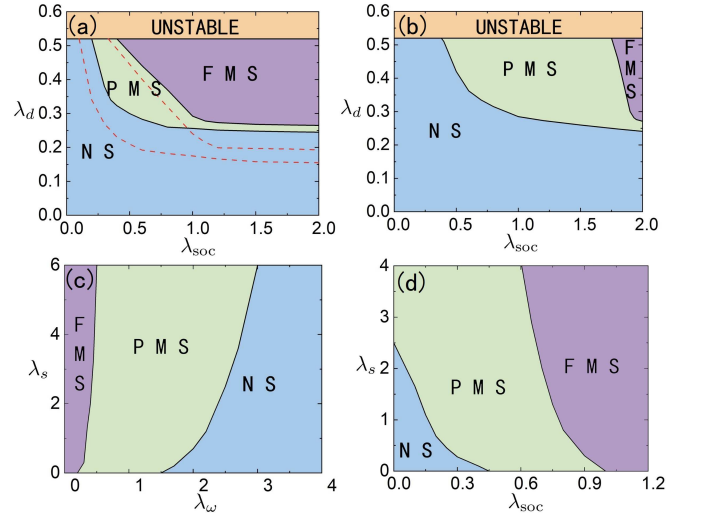 (a)
UNSTABLE
0.6
0.5
0.4
0.3
0.2
0.1
0.0
λd
F M S
P M S
N S
0.0 0.5 1.0 1.5 2.0
λsoc
(b)
UNSTABLE
0.6
0.5
0.4
0.3
0.2
0.1
0.0
λd
P M S
F
M
S
N S
0.0 0.5 1.0 1.5 2.0
λsoc
(c)
6
4
2
0
λs
F
M
S
P M S
N S
0 1 2 3 4
λω
(d)
4
3
2
1
0
λs
P M S
F M S
N S
0.0 0.3 0.6 0.9 1.2
λsoc